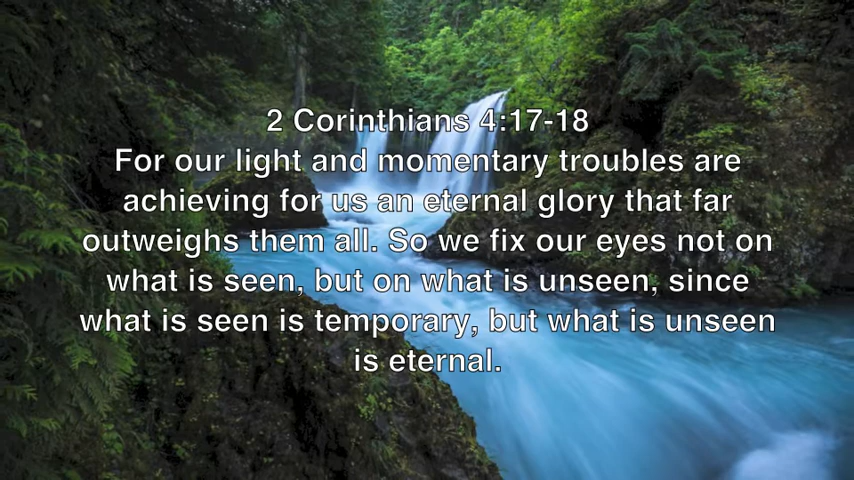 2 Corinthians 4:17-18
For our light and momentary troubles are
achieving for us an eternal glory that far
outweighs them all. So we fix our eyes not on
what is seen, but on what is unseen, since
what is seen is temporary, but what is unseen
is eternal.